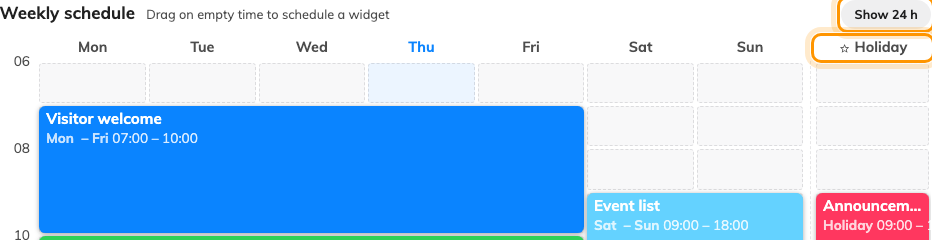 Weekly schedule Drag on empty time to schedule a widget Show 24 h
Mon Tue Wed Thu Fri Sat Sun ☆ Holiday
06
Visitor welcome
Mon – Fri 07:00 – 10:00
08
Event list
Sat – Sun 09:00 – 18:00
Announcem...
Holiday 09:00 –
10